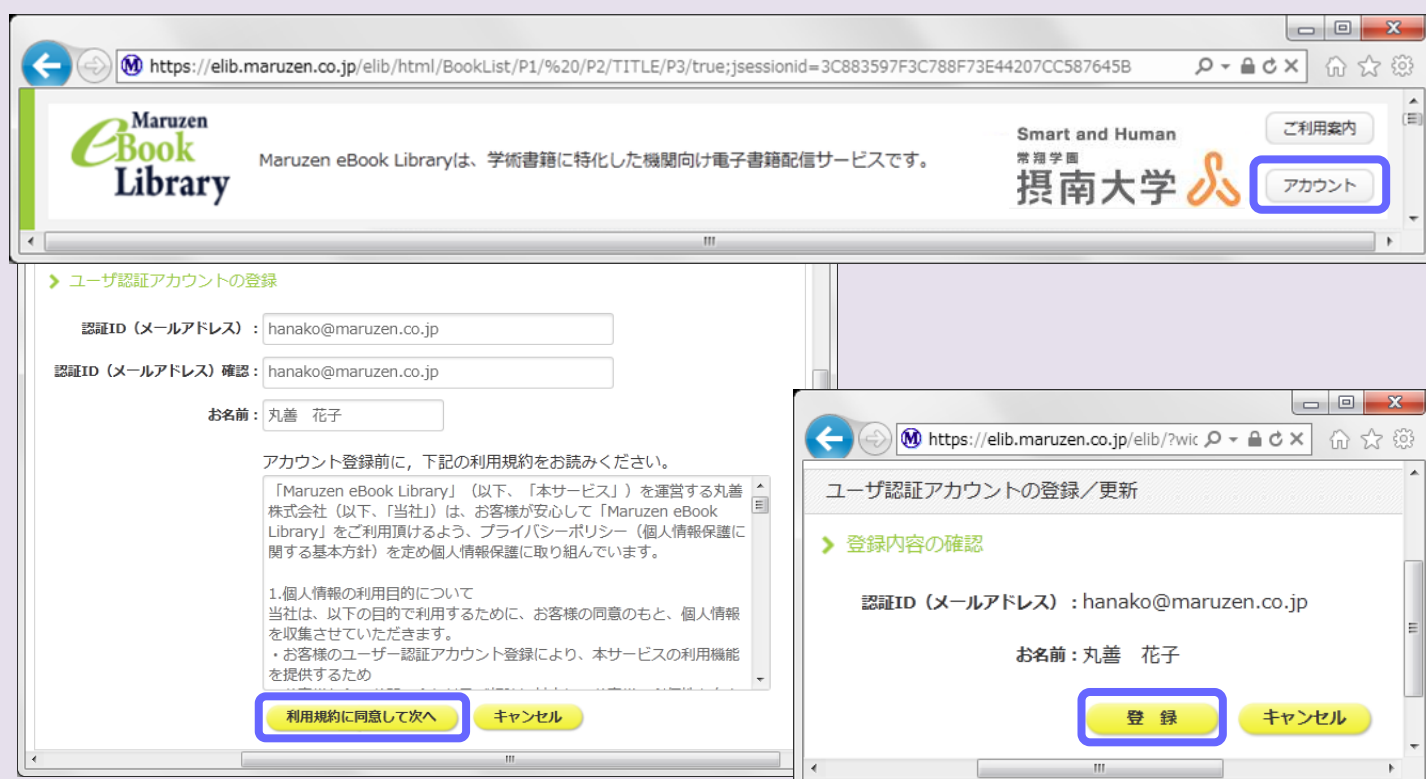 https://elib.maruzen.co.jp/elib/html/BookList/P1/%20/P2/TITLE/P3/true;jsessionid=3C883597F3C788F73E44207CC587645B
Maruzen
eBook
Library
Maruzen eBook Libraryは、学術書籍に特化した機関向け電子書籍配信サービスです。
Smart and Human
常翔学園
摂南大学
ご利用案内
アカウント
ユーザ認証アカウントの登録
認証ID（メールアドレス）： hanako@maruzen.co.jp
認証ID（メールアドレス）確認： hanako@maruzen.co.jp
お名前： 丸善　花子
アカウント登録前に，下記の利用規約をお読みください。
「Maruzen eBook Library」（以下、「本サービス」）を運営する丸善
株式会社（以下、「当社」）は、お客様が安心して「Maruzen eBook
Library」をご利用頂けるよう、プライバシーポリシー（個人情報保護に
関する基本方針）を定め個人情報保護に取り組んでいます。
1.個人情報の利用目的について
当社は、以下の目的で利用するために、お客様の同意のもと、個人情報
を収集させていただきます。
・お客様のユーザー認証アカウント登録により、本サービスの利用機能
を提供するため
利用規約に同意して次へ
キャンセル
https://elib.maruzen.co.jp/elib/?wic
ユーザ認証アカウントの登録／更新
登録内容の確認
認証ID（メールアドレス）：hanako@maruzen.co.jp
お名前：丸善　花子
登 録
キャンセル